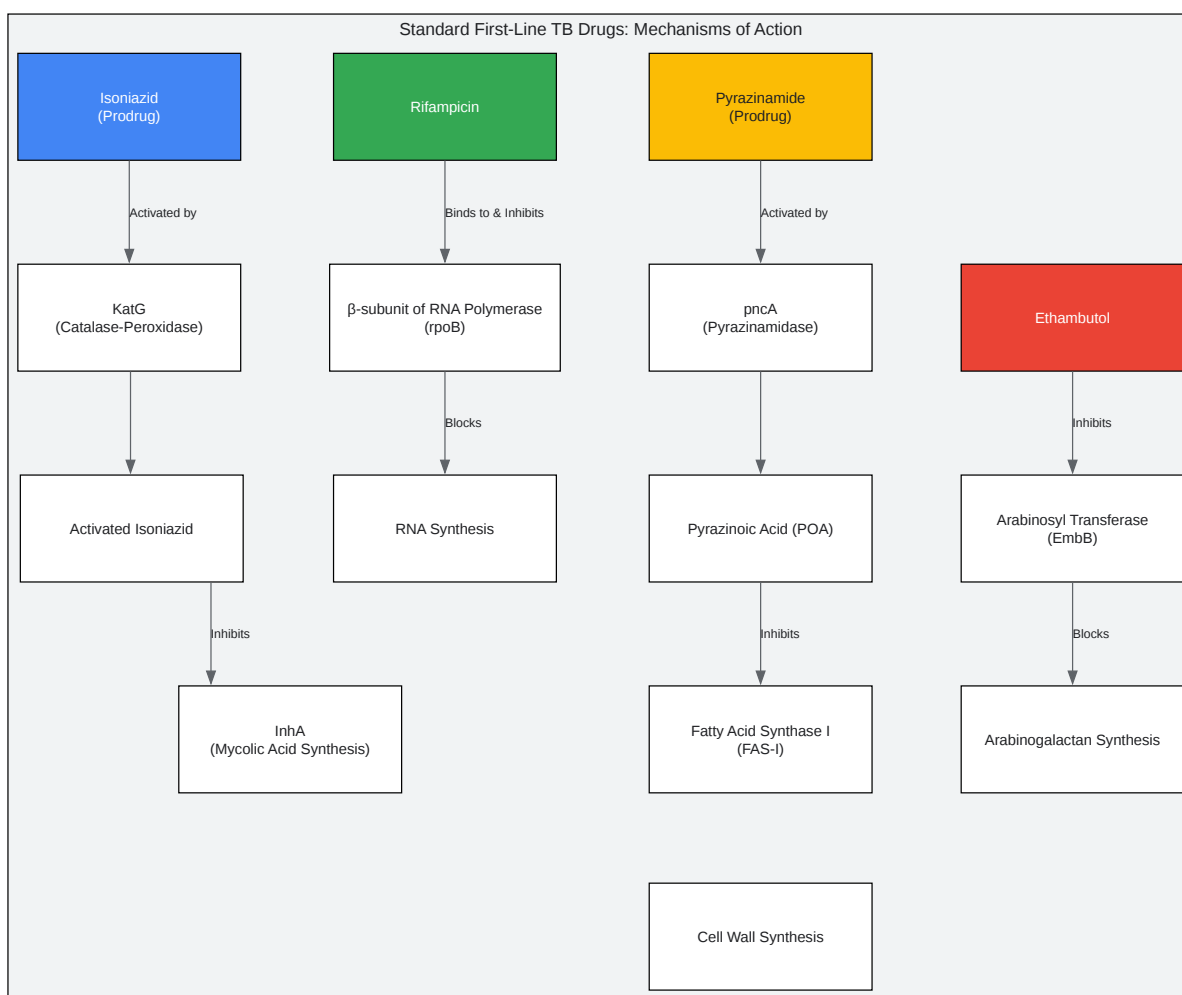 Standard First-Line TB Drugs: Mechanisms of Action
Isoniazid
(Prodrug)
Rifampicin
Pyrazinamide
(Prodrug)
Activated by
Binds to & Inhibits
Activated by
KatG
(Catalase-Peroxidase)
β-subunit of RNA Polymerase
(rpoB)
pncA
(Pyrazinamidase)
Ethambutol
Blocks
Inhibits
Activated Isoniazid
RNA Synthesis
Pyrazinoic Acid (POA)
Arabinosyl Transferase
(EmbB)
Inhibits
Inhibits
Blocks
InhA
(Mycolic Acid Synthesis)
Fatty Acid Synthase I
(FAS-I)
Arabinogalactan Synthesis
Cell Wall Synthesis